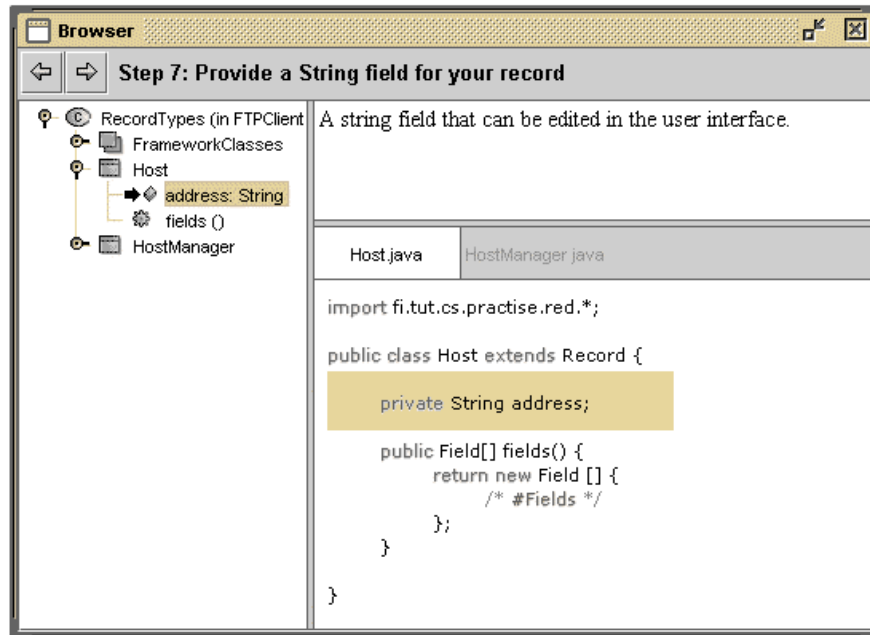 Browser
Step 7: Provide a String field for your record
RecordTypes (in FTPClient
FrameworkClasses
Host
address: String
fields ()
HostManager
A string field that can be edited in the user interface.
Host.java
HostManager java
import fi.tut.cs.practise.red.*;
public class Host extends Record {
private String address;
public Field[] fields() {
return new Field [] {
/* #Fields */
};
}
}